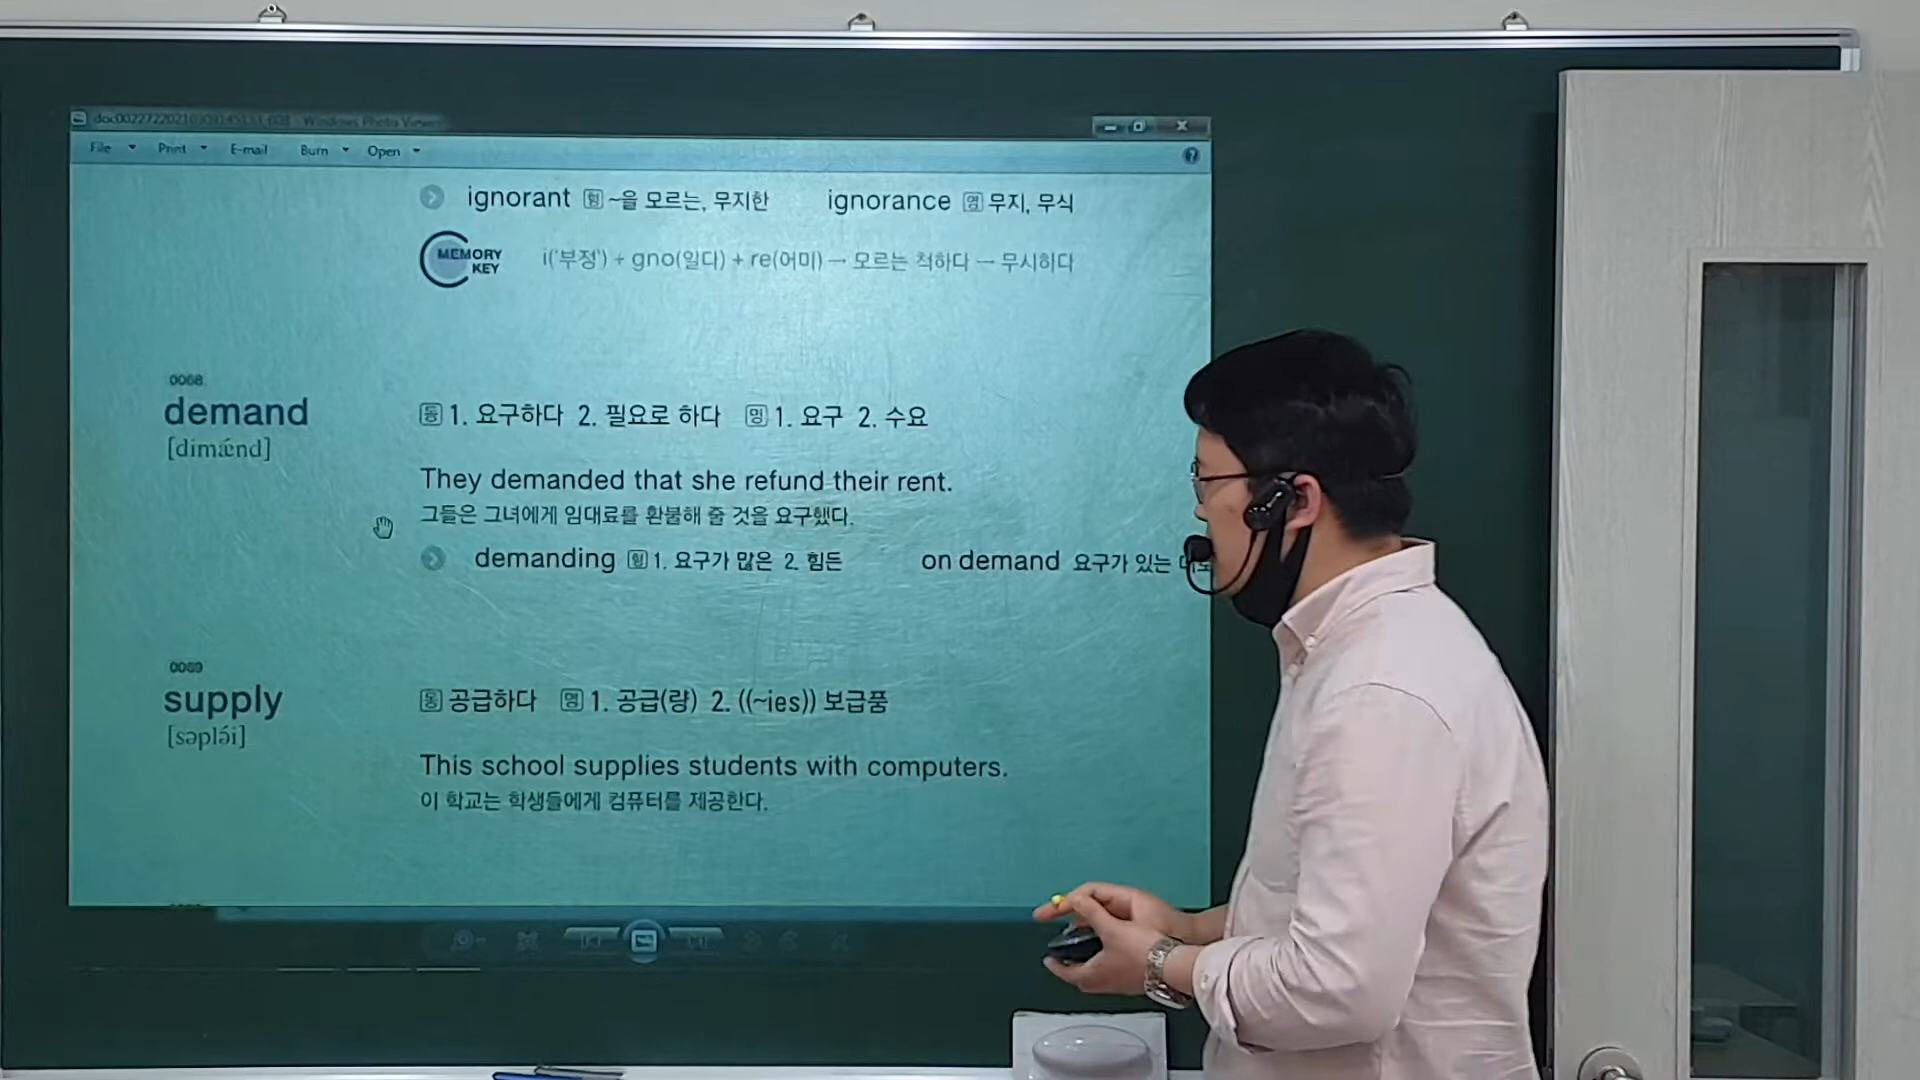 Windows Photo Viewer
File Print E-mail Burn Open
ignorant 형 ~을 모르는, 무지한 ignorance 명 무지, 무식
MEMORY KEY i('부정') + gno(알다) + re(어미) → 모르는 척하다 → 무시하다
0068
demand 동 1. 요구하다 2. 필요로 하다 명 1. 요구 2. 수요
[dimǽnd]
They demanded that she refund their rent.
그들은 그녀에게 임대료를 환불해 줄 것을 요구했다.
demanding 형 1. 요구가 많은 2. 힘든 on demand 요구가 있는
0069
supply 동 공급하다 명 1. 공급(량) 2. ((~ies)) 보급품
[səplái]
This school supplies students with computers.
이 학교는 학생들에게 컴퓨터를 제공한다.